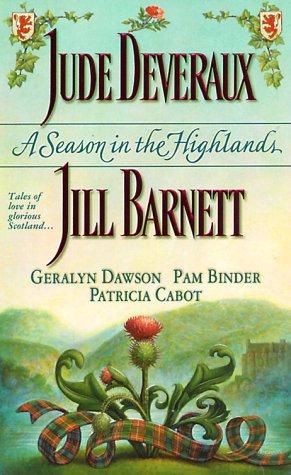 JUDE DEVERAUX
A Season in the Highlands
Tales of
love in
glorious
Scotland...
JILL BARNETT
GERALYN DAWSON PAM BINDER
PATRICIA CABOT